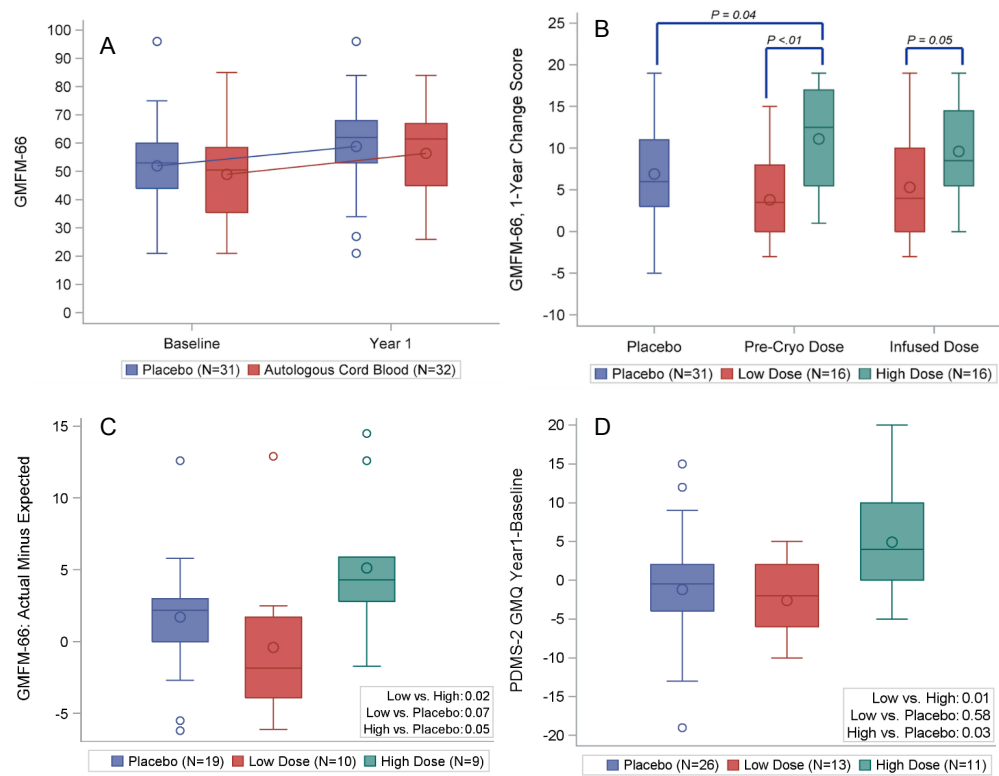 A
GMFM-66
100
90
80
70
60
50
40
30
20
10
0
Baseline Year 1
Placebo (N=31) Autologous Cord Blood (N=32)
B
GMFM-66, 1-Year Change Score
25
20
15
10
5
0
-5
-10
P = 0.04
P <.01
P = 0.05
Placebo Pre-Cryo Dose Infused Dose
Placebo (N=31) Low Dose (N=16) High Dose (N=16)
C
GMFM-66: Actual Minus Expected
15
10
5
0
-5
Low vs. High: 0.02
Low vs. Placebo: 0.07
High vs. Placebo: 0.05
Placebo (N=19) Low Dose (N=10) High Dose (N=9)
D
PDMS-2 GMQ Year1-Baseline
20
15
10
5
0
-5
-10
-15
-20
Low vs. High: 0.01
Low vs. Placebo: 0.58
High vs. Placebo: 0.03
Placebo (N=26) Low Dose (N=13) High Dose (N=11)